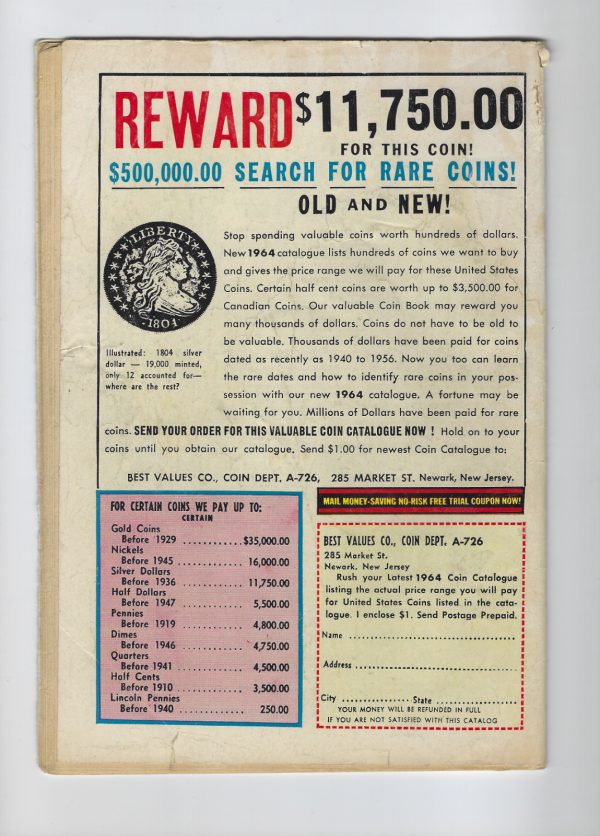 REWARD $11,750.00
FOR THIS COIN!
$500,000.00 SEARCH FOR RARE COINS!
OLD AND NEW!
LIBERTY
1804
Illustrated: 1804 silver
dollar — 19,000 minted,
only 12 accounted for—
where are the rest?
Stop spending valuable coins worth hundreds of dollars.
New 1964 catalogue lists hundreds of coins we want to buy
and gives the price range we will pay for these United States
Coins. Certain half cent coins are worth up to $3,500.00 for
Canadian Coins. Our valuable Coin Book may reward you
many thousands of dollars. Coins do not have to be old to
be valuable. Thousands of dollars have been paid for coins
dated as recently as 1940 to 1956. Now you too can learn
the rare dates and how to identify rare coins in your pos-
session with our new 1964 catalogue. A fortune may be
waiting for you. Millions of Dollars have been paid for rare
coins. SEND YOUR ORDER FOR THIS VALUABLE COIN CATALOGUE NOW ! Hold on to your
coins until you obtain our catalogue. Send $1.00 for newest Coin Catalogue to:
BEST VALUES CO., COIN DEPT. A-726, 285 MARKET ST. Newark, New Jersey.
FOR CERTAIN COINS WE PAY UP TO:
CERTAIN
Gold Coins
Before 1929 ............ $35,000.00
Nickels
Before 1945 ............ 16,000.00
Silver Dollars
Before 1936 ............ 11,750.00
Half Dollars
Before 1947 ............ 5,500.00
Pennies
Before 1919 ............ 4,800.00
Dimes
Before 1946 ............ 4,750.00
Quarters
Before 1941 ............ 4,500.00
Half Cents
Before 1910 ............ 3,500.00
Lincoln Pennies
Before 1940 ............ 250.00
MAIL MONEY-SAVING NO-RISK FREE TRIAL COUPON NOW!
BEST VALUES CO., COIN DEPT. A-726
285 Market St.
Newark, New Jersey
Rush your Latest 1964 Coin Catalogue
listing the actual price range you will pay
for United States Coins listed in the cata-
logue. I enclose $1. Send Postage Prepaid.
Name ............
Address ............
City ............ State ............
YOUR MONEY WILL BE REFUNDED IN FULL
IF YOU ARE NOT SATISFIED WITH THIS CATALOG